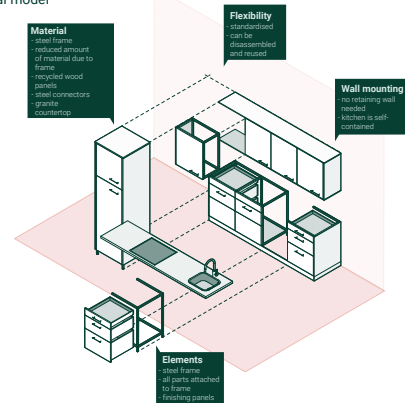 al model
Material
- steel frame
- reduced amount
of material due to
frame
- recycled wood
panels
- steel connectors
- granite
countertop
Flexibility
- standardised
- can be
disassembled
and reused
Wall mounting
- no retaining wall
needed
- kitchen is self-
contained
Elements
- steel frame
- all parts attached
to frame
- finishing panels